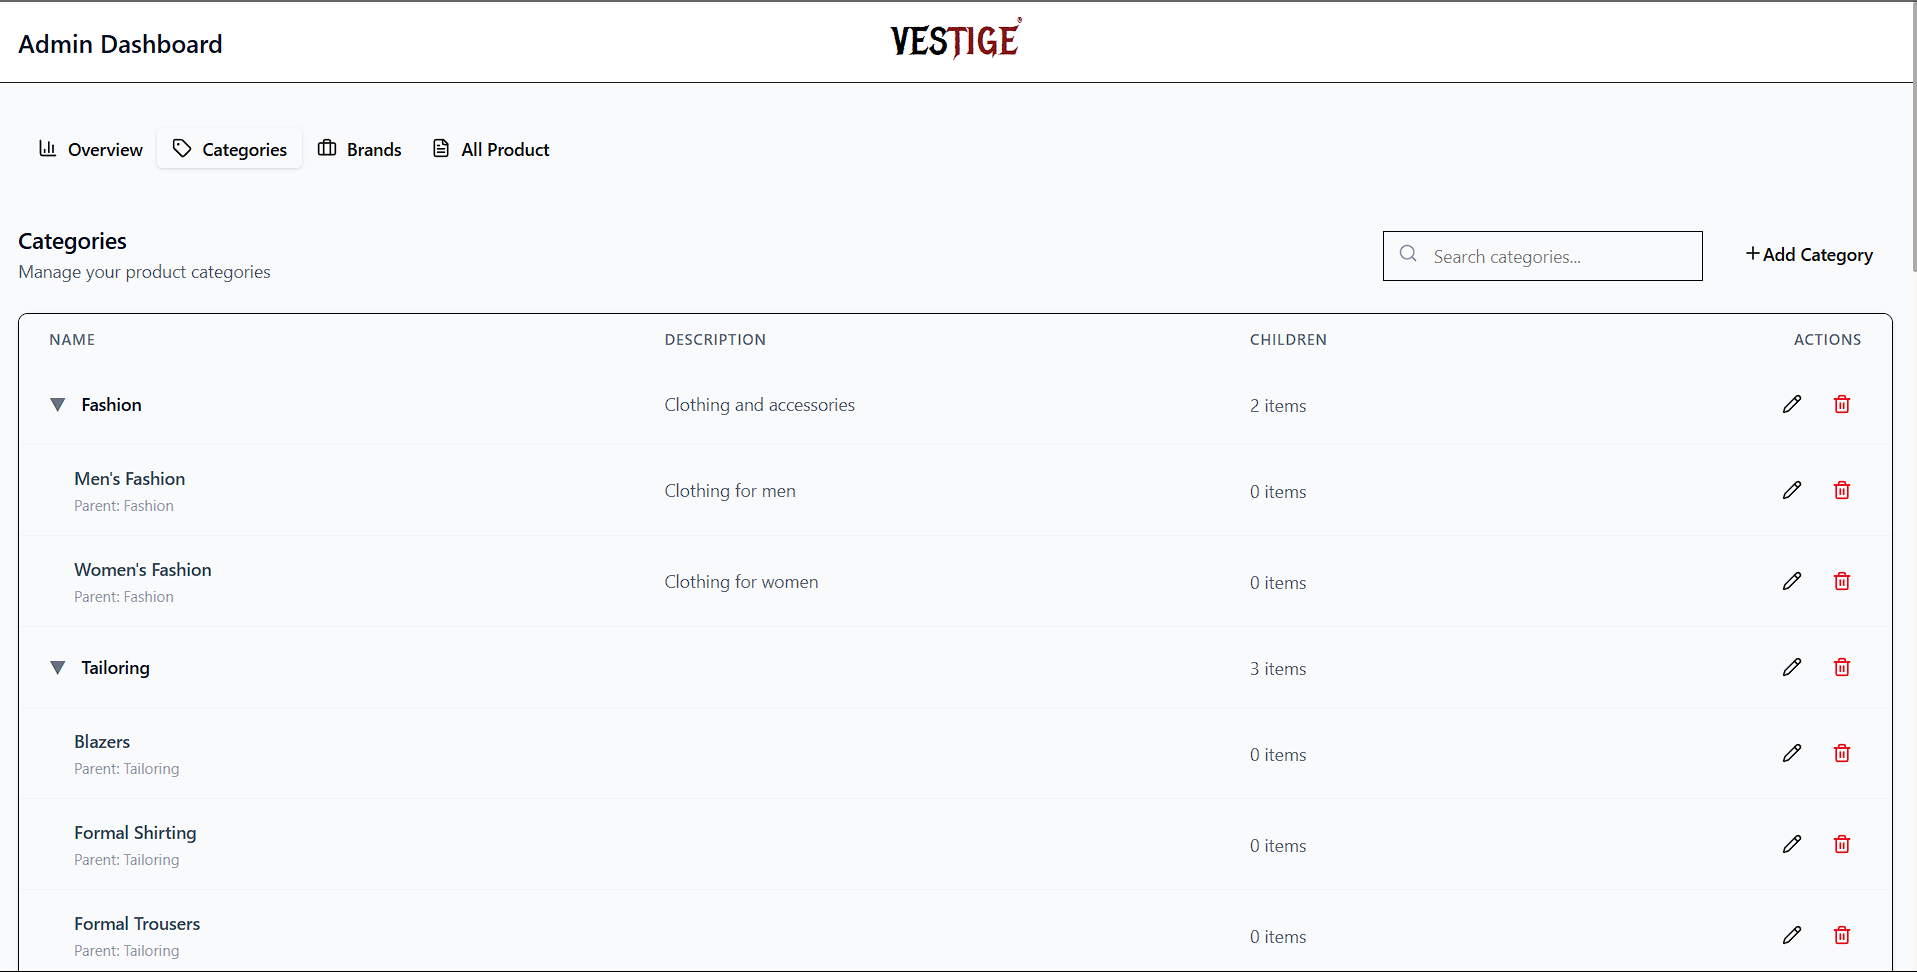 Admin Dashboard
VESTIGE®
Overview
Categories
Brands
All Product
Categories
Manage your product categories
Search categories...
+ Add Category
NAME DESCRIPTION CHILDREN ACTIONS
▼ Fashion Clothing and accessories 2 items
Men's Fashion Clothing for men 0 items
Parent: Fashion
Women's Fashion Clothing for women 0 items
Parent: Fashion
▼ Tailoring 3 items
Blazers 0 items
Parent: Tailoring
Formal Shirting 0 items
Parent: Tailoring
Formal Trousers 0 items
Parent: Tailoring